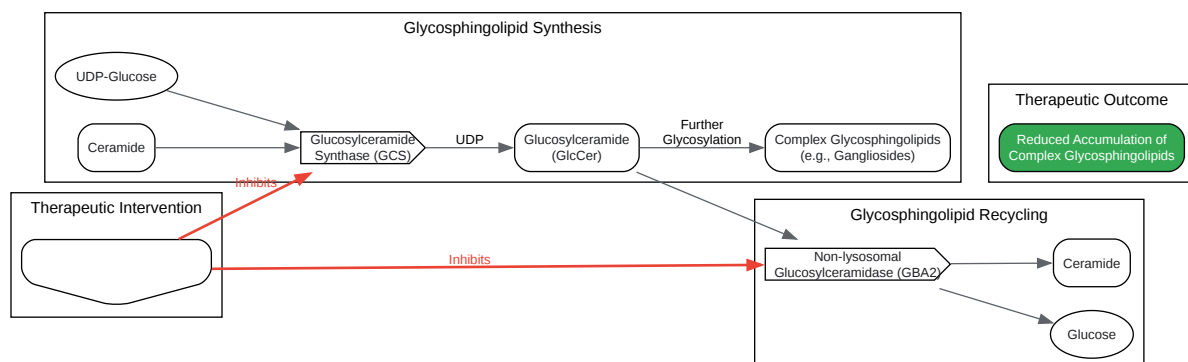 Glycosphingolipid Synthesis
UDP-Glucose
Ceramide
Glucosylceramide
Synthase (GCS)
UDP
Glucosylceramide
(GlcCer)
Further
Glycosylation
Complex Glycosphingolipids
(e.g., Gangliosides)
Therapeutic Outcome
Reduced Accumulation of
Complex Glycosphingolipids
Inhibits
Therapeutic Intervention
Inhibits
Glycosphingolipid Recycling
Non-lysosomal
Glucosylceramidase (GBA2)
Ceramide
Glucose